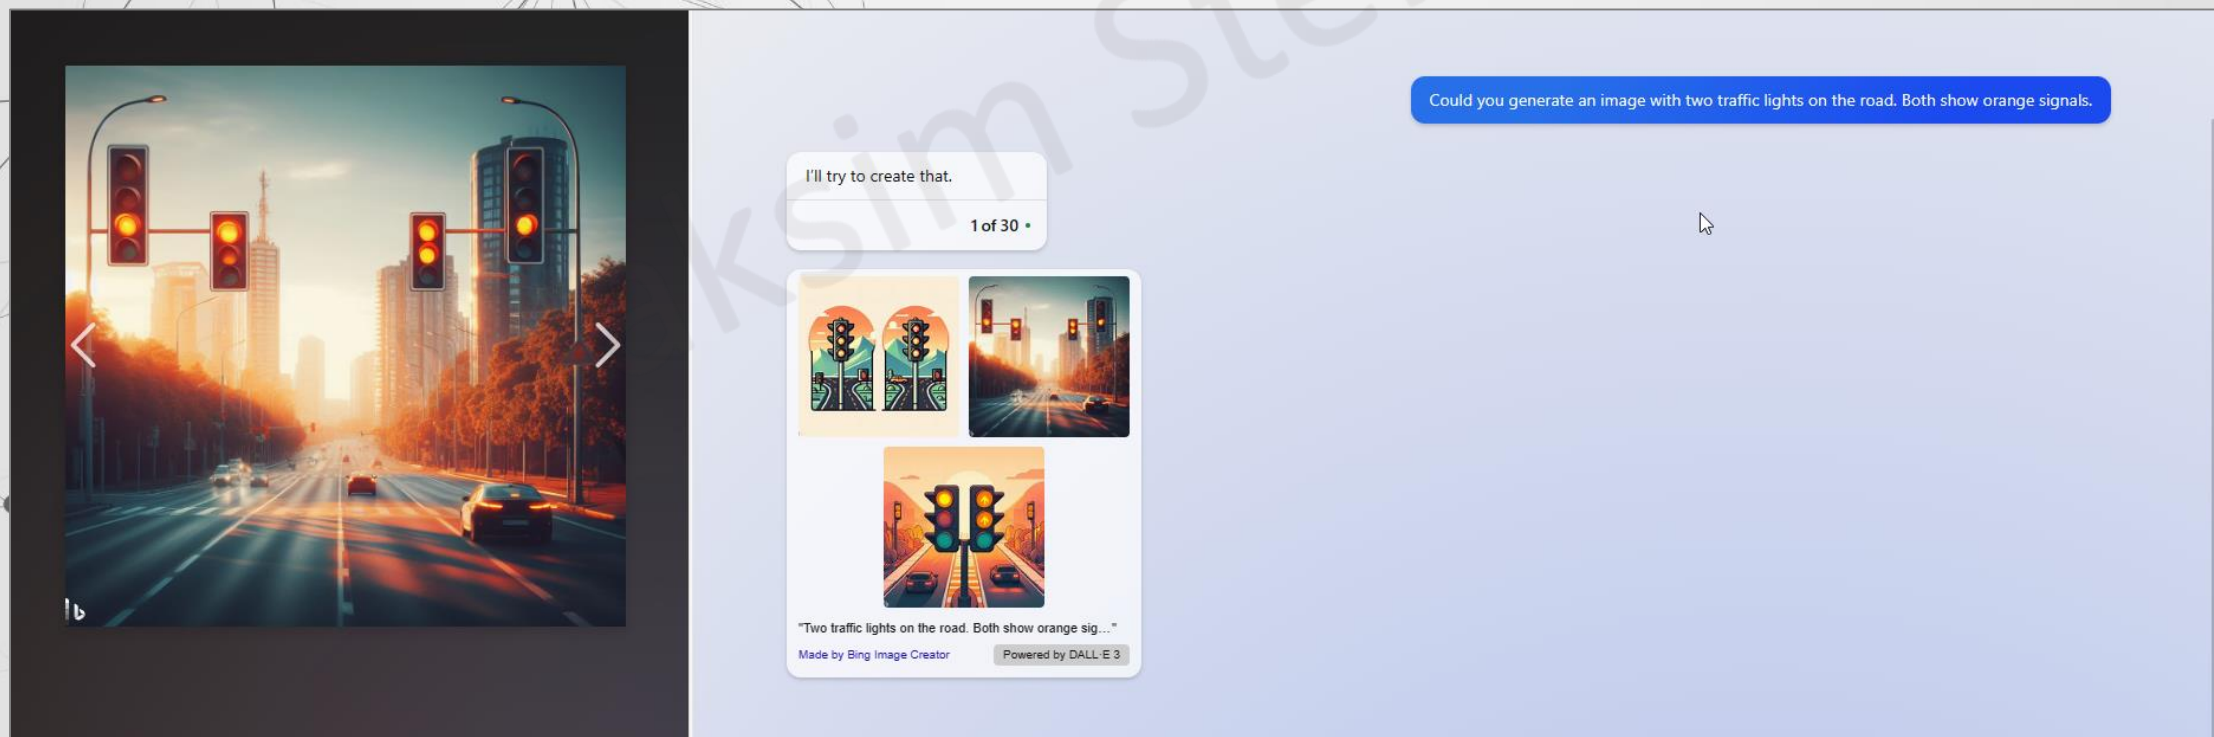 Could you generate an image with two traffic lights on the road. Both show orange signals.
I'll try to create that.
1 of 30
"Two traffic lights on the road. Both show orange sig..."
Made by Bing Image Creator
Powered by DALL·E 3
ksim Ste